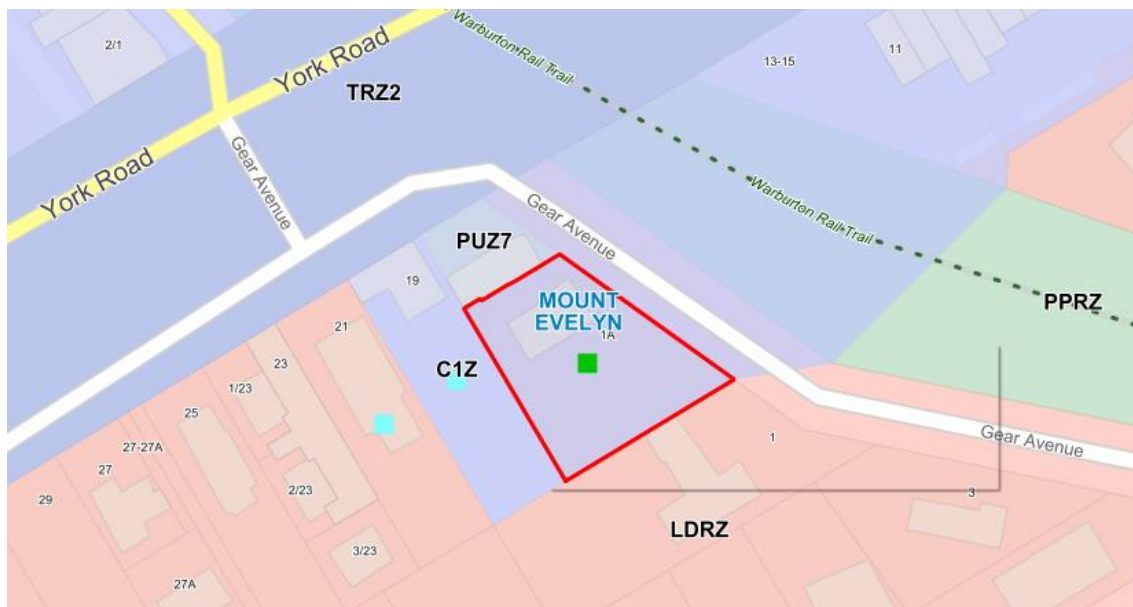 2/1
York Road
TRZ2
Warburton Rail Trail
13-15
11
York Road
Gear Avenue
Gear Avenue
Warburton Rail Trail
PUZ7
19
MOUNT
EVELYN
1A
PPRZ
21
C1Z
23
1/23
25
27-27A
27
2/23
29
3/23
27A
1
Gear Avenue
3
LDRZ